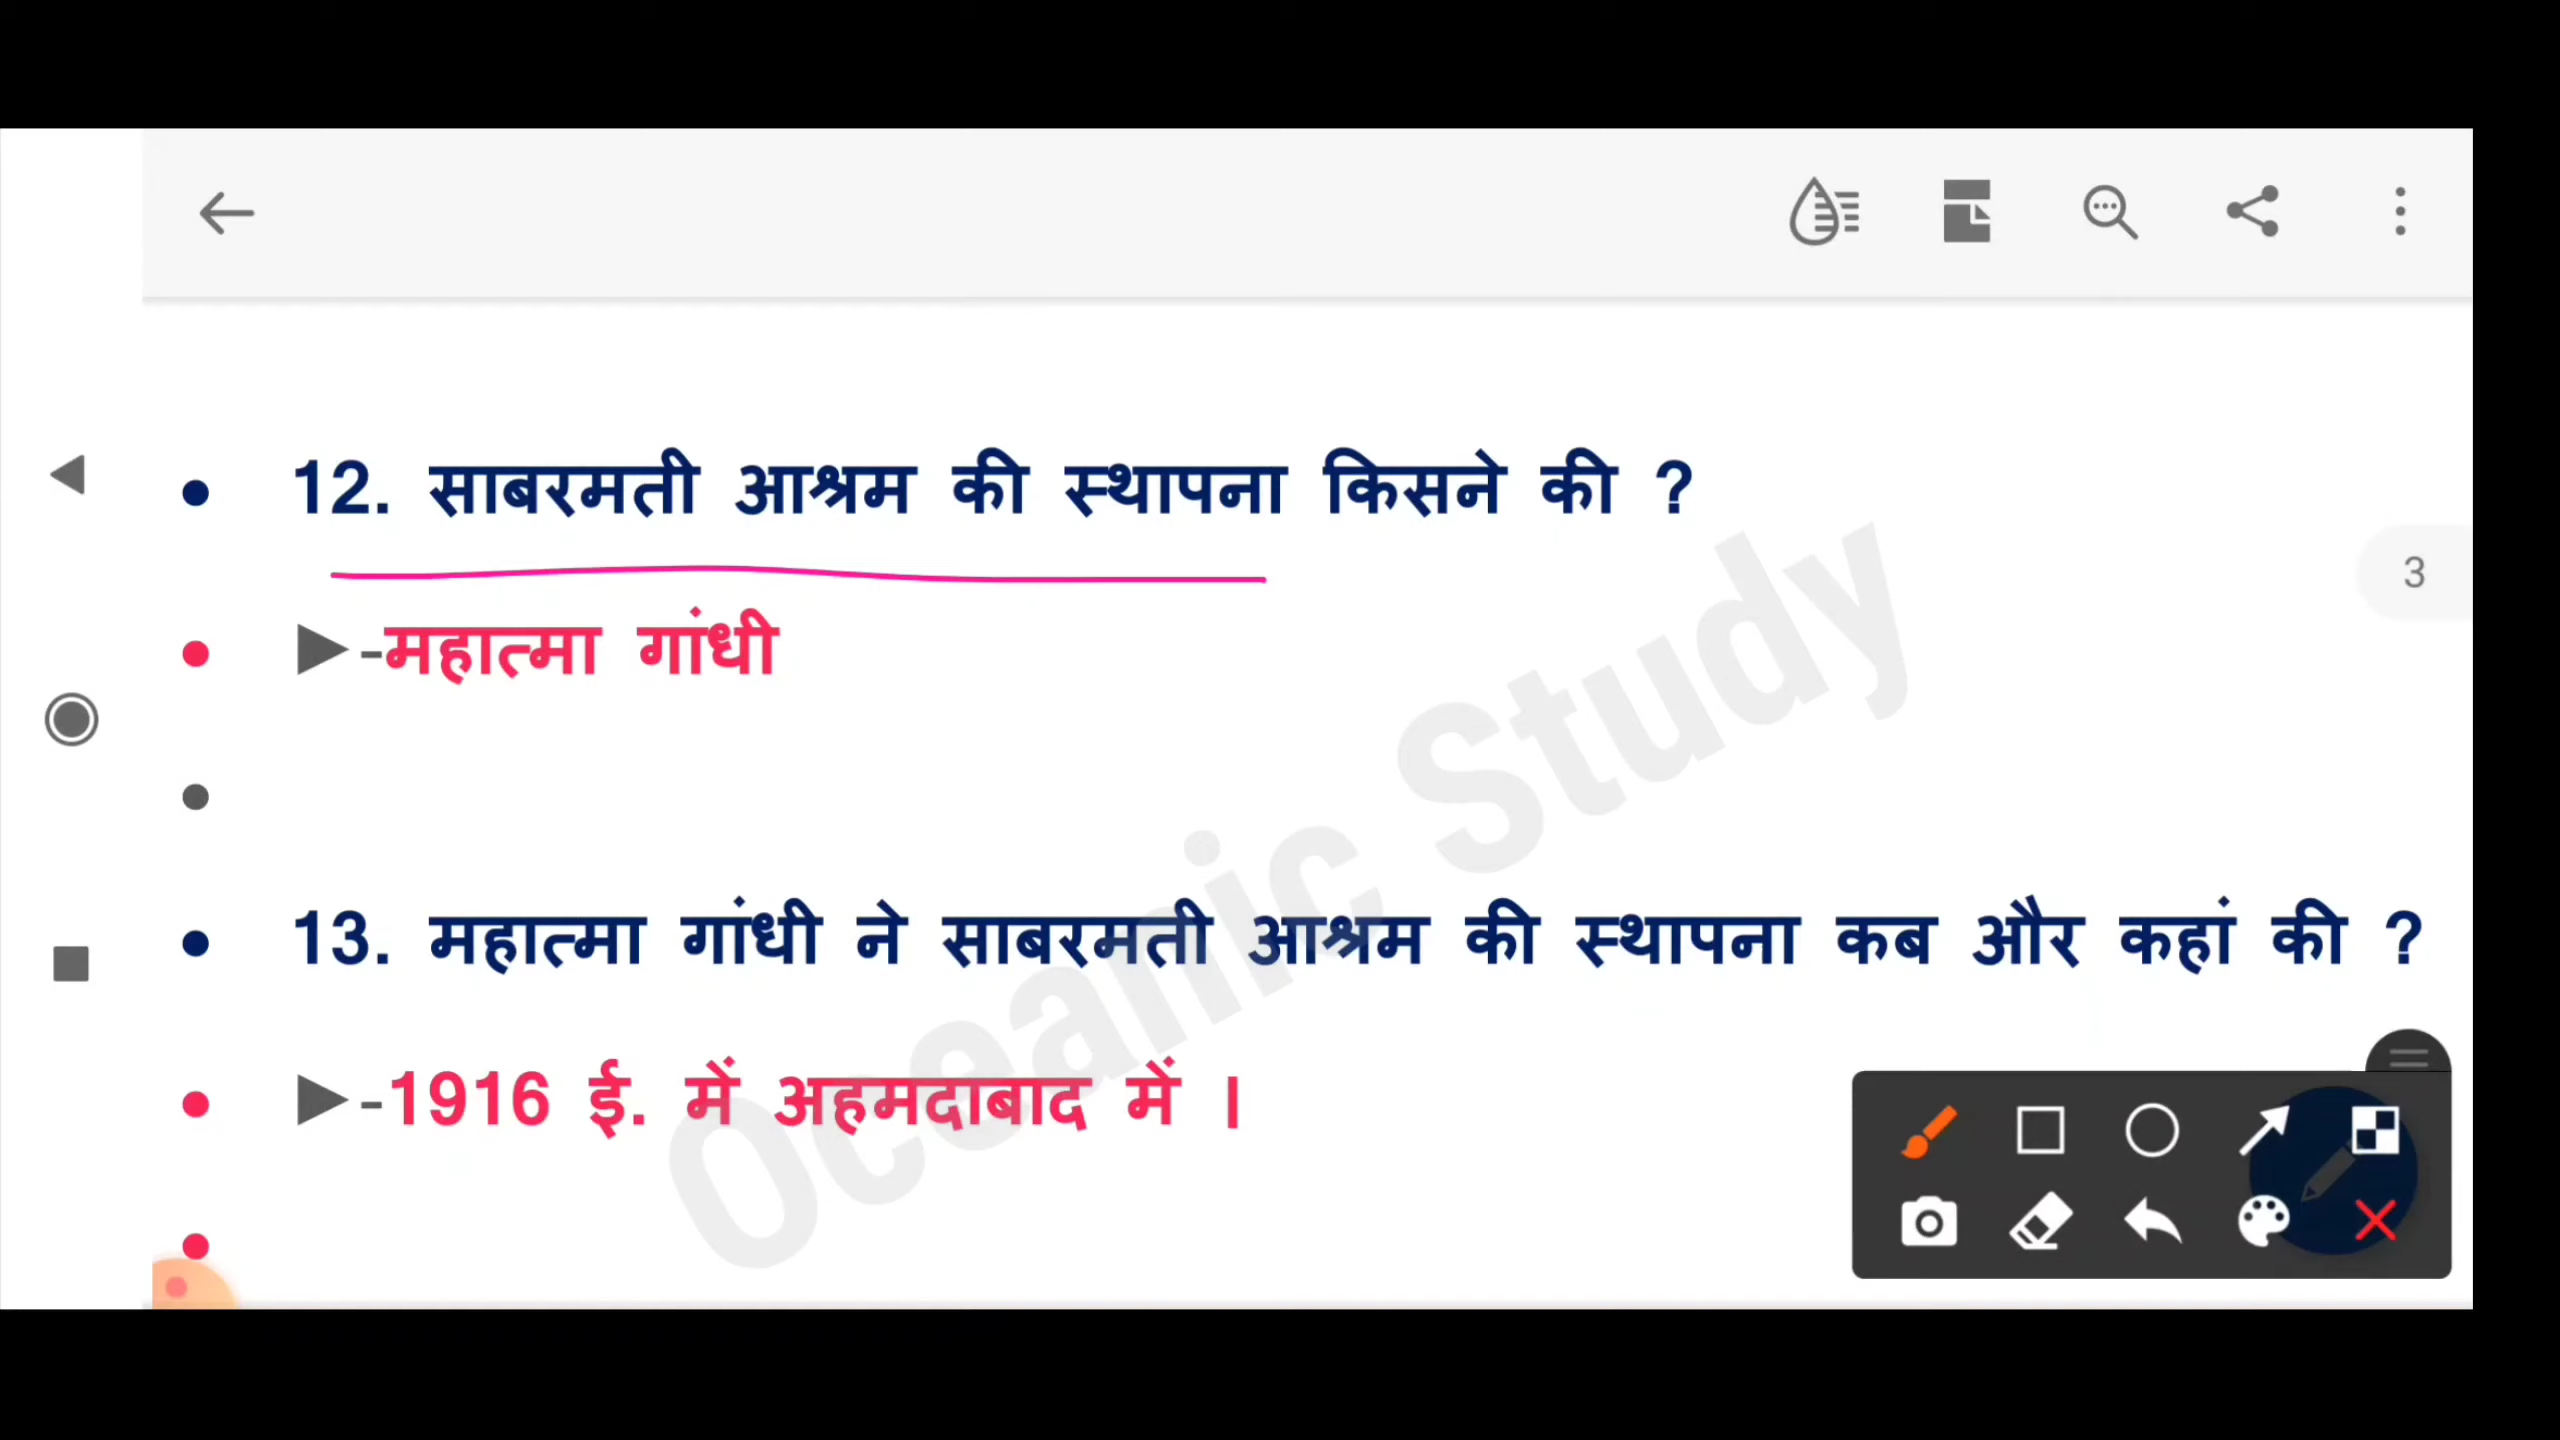 • 12. साबरमती आश्रम की स्थापना किसने की ?
3
• ►-महात्मा गांधी
•
• 13. महात्मा गांधी ने साबरमती आश्रम की स्थापना कब और कहां की ?
• ►-1916 ई. में अहमदाबाद में ।
•
Oceanic Study